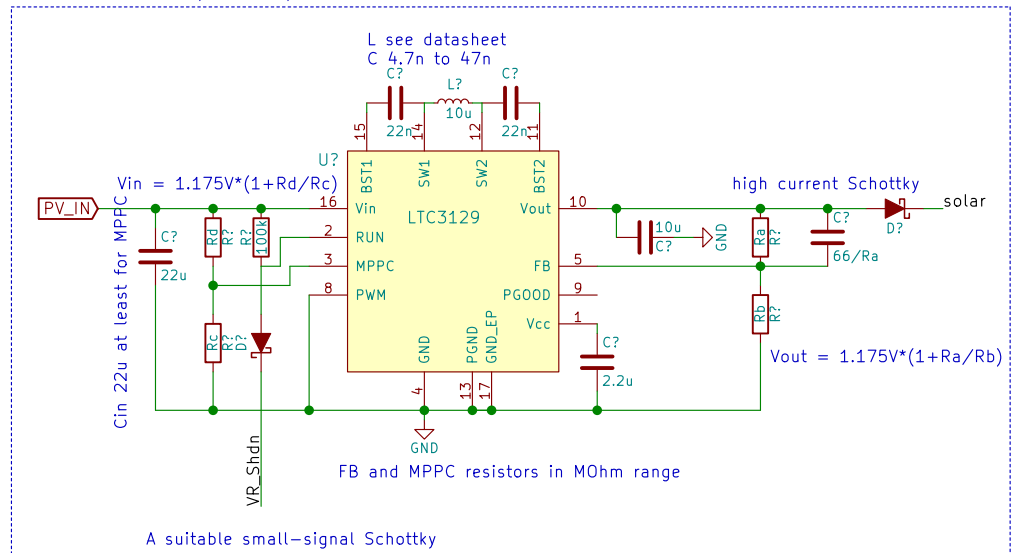 L see datasheet
C 4.7n to 47n
C?
L?
C?
22n
10u
22n
15
14
12
11
U?
BST1
SW1
SW2
BST2
Vin = 1.175V*(1+Rd/Rc)
high current Schottky
PV_IN
16
Vin
LTC3129
Vout
10
solar
C?
22u
Rd
R?
R?
100k
2
RUN
10u
C?
GND
Ra
R?
C?
66/Ra
D?
3
MPPC
FB
5
8
PWM
PGOOD
9
Vcc
1
Rb
R?
Rc
R?
D?
GND
PGND
GND_EP
C?
2.2u
Vout = 1.175V*(1+Ra/Rb)
4
13
17
Cin 22u at least for MPPC
GND
VR_Shdn
FB and MPPC resistors in MOhm range
A suitable small-signal Schottky